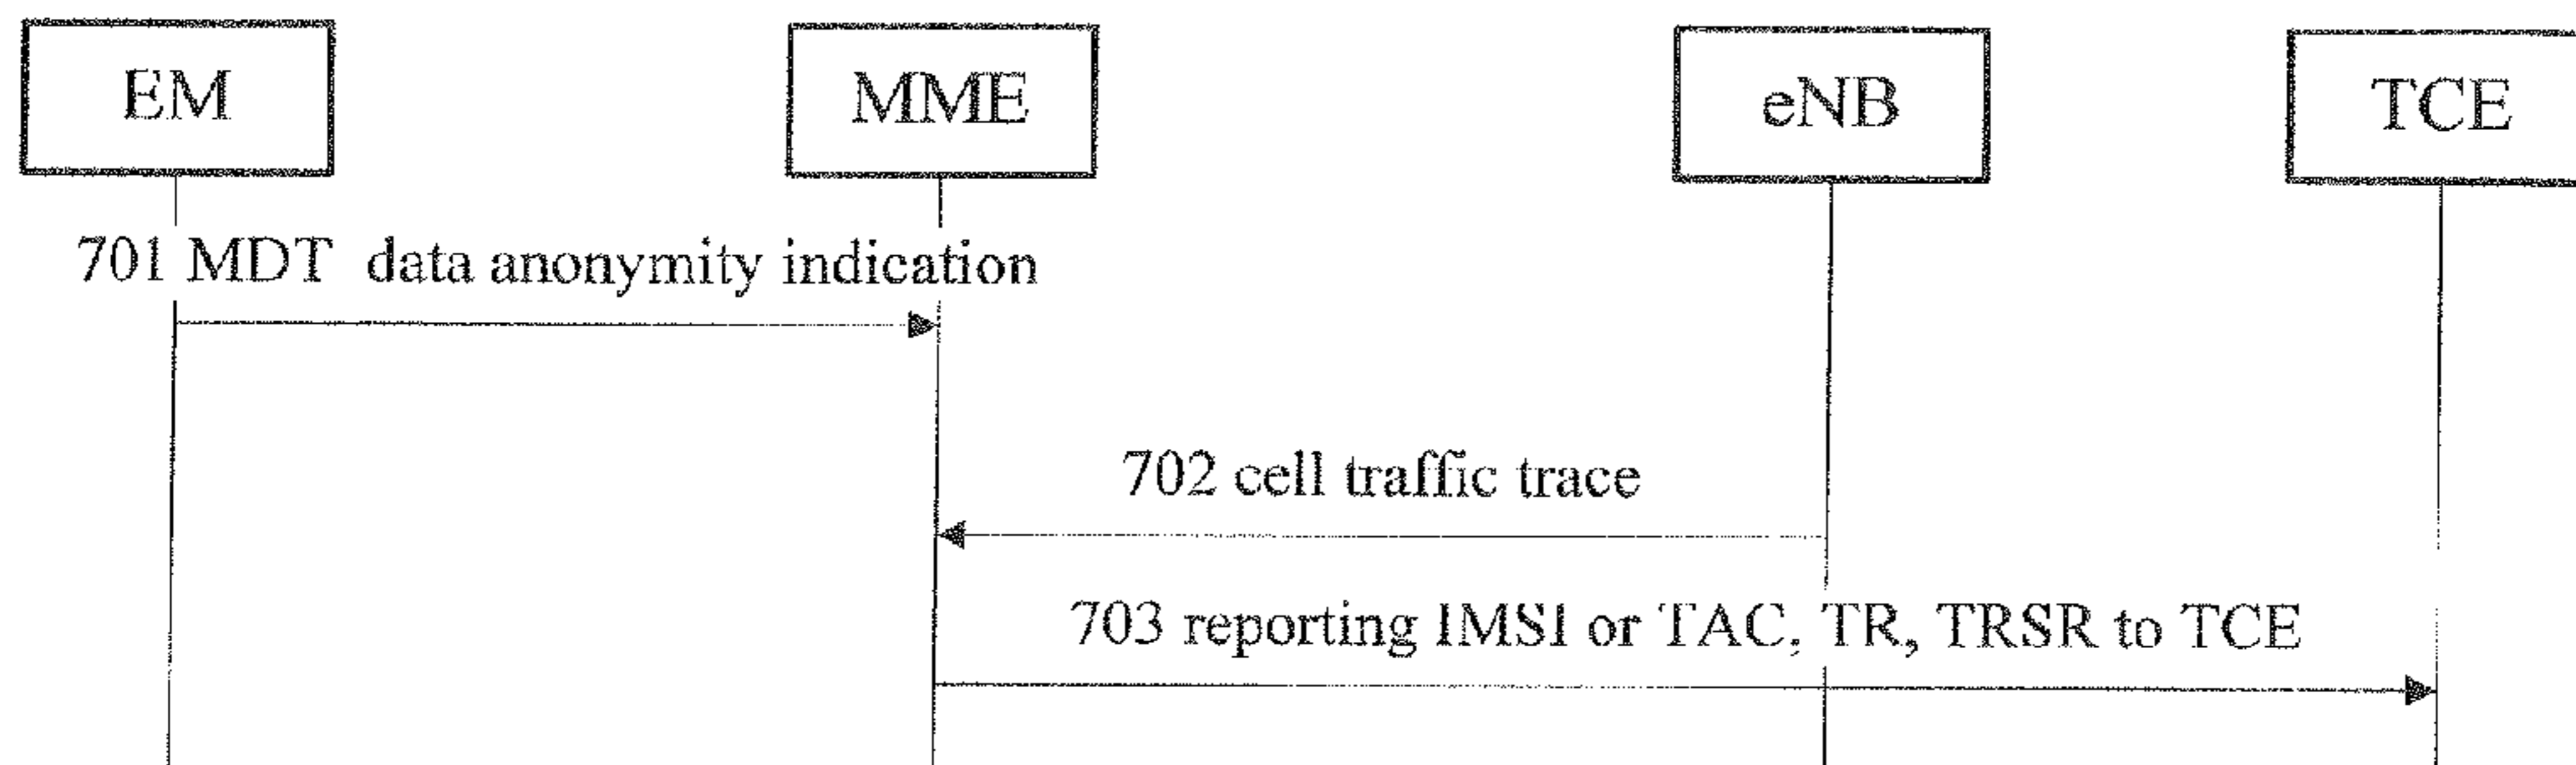 EM MME eNB TCE
701 MDT data anonymity indication
702 cell traffic trace
703 reporting IMSI or TAC, TR, TRSR to TCE